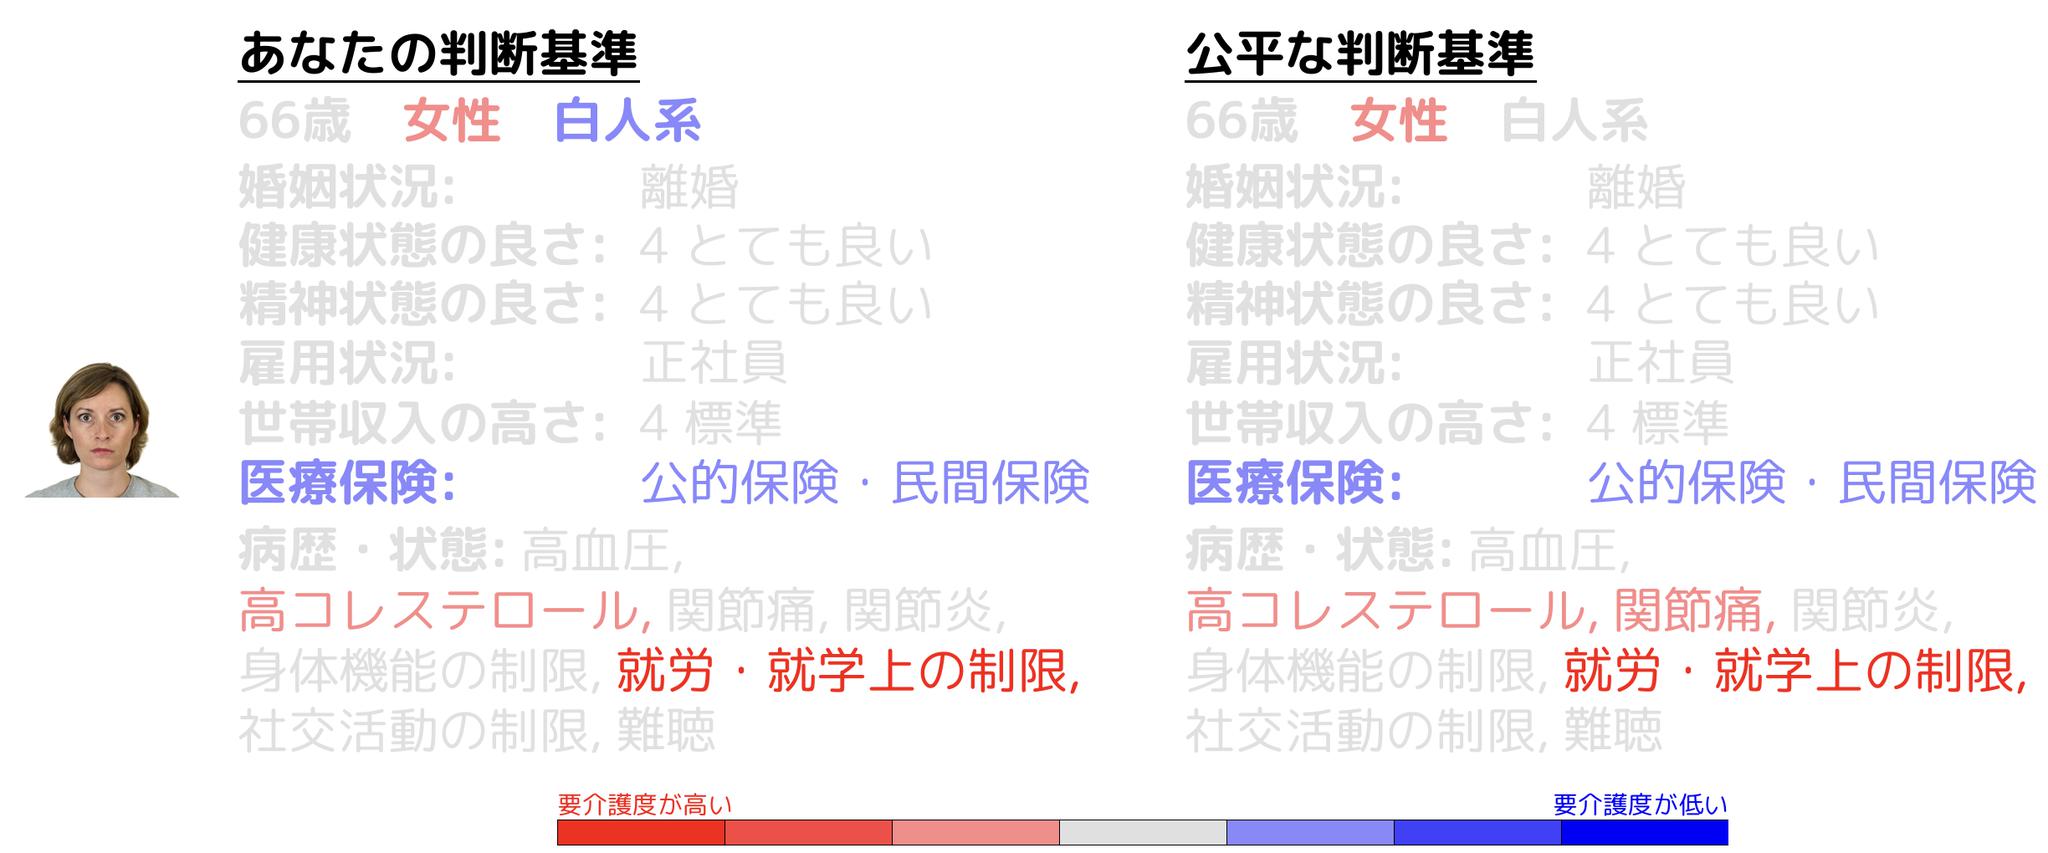 あなたの判断基準
66歳 女性 白人系
婚姻状況: 離婚
健康状態の良さ: 4 とても良い
精神状態の良さ: 4 とても良い
雇用状況: 正社員
世帯収入の高さ: 4 標準
医療保険: 公的保険・民間保険
病歴・状態: 高血圧,
高コレステロール, 関節痛, 関節炎,
身体機能の制限, 就労・就学上の制限,
社交活動の制限, 難聴
公平な判断基準
66歳 女性 白人系
婚姻状況: 離婚
健康状態の良さ: 4 とても良い
精神状態の良さ: 4 とても良い
雇用状況: 正社員
世帯収入の高さ: 4 標準
医療保険: 公的保険・民間保険
病歴・状態: 高血圧,
高コレステロール, 関節痛, 関節炎,
身体機能の制限, 就労・就学上の制限,
社交活動の制限, 難聴
要介護度が高い
要介護度が低い